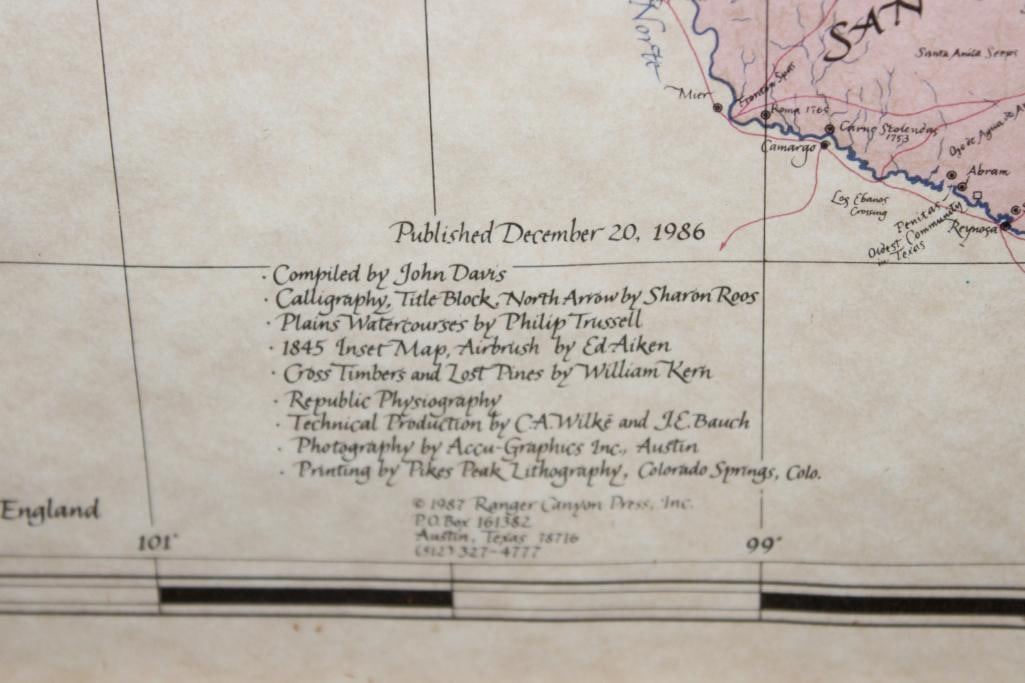 Norte
SAN
Santa Anita Serps
Mier
Roma 1765
Carnestolendas
1753
Camargo
Abram
Los Ebanos
Crossing
Penitas
Oldest Community
in Texas
Reynosa
Published December 20, 1986
· Compiled by John Davis
· Calligraphy, Title Block, North Arrow by Sharon Roos
· Plains Watercourses by Philip Trussell
· 1845 Inset Map, Airbrush by Ed Aiken
· Cross Timbers and Lost Pines by William Kern
· Republic Physiography
· Technical Production by C.A. Wilke and J.E. Bauch
· Photography by Accu-Graphics Inc., Austin
· Printing by Pikes Peak Lithography, Colorado Springs, Colo.
England
© 1987 Ranger Canyon Press, Inc.
P.O. Box 161382
Austin, Texas 78716
(512) 327-4777
101°
99°